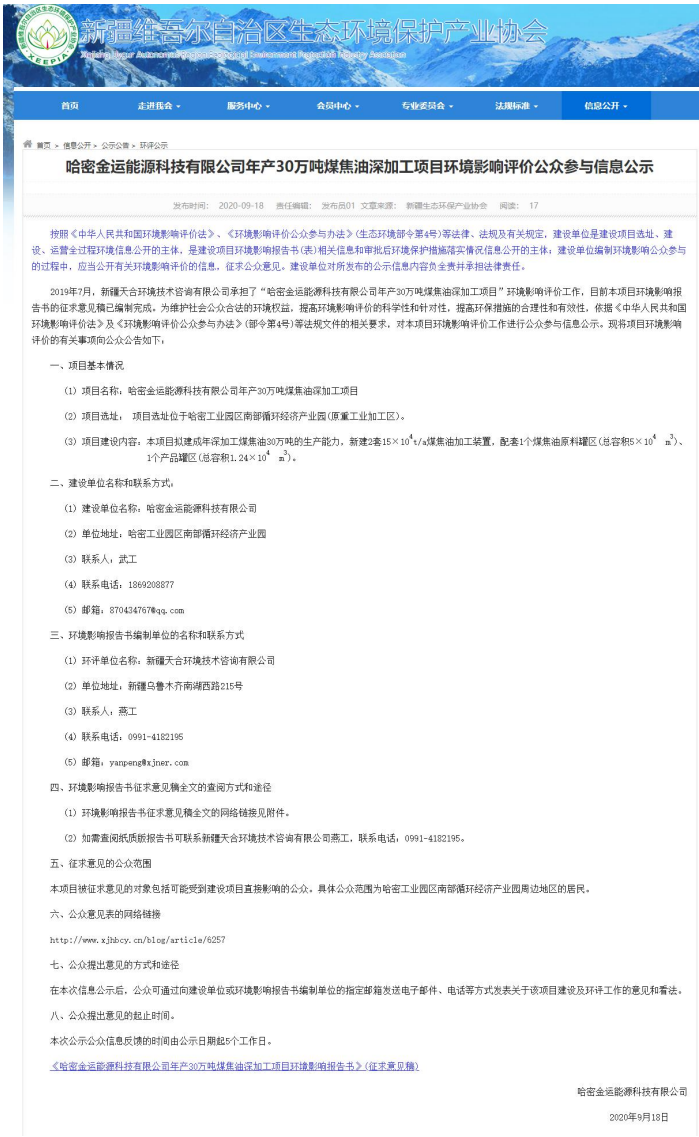 新疆维吾尔自治区生态环境保护产业协会
Xinjiang Uygur Autonomous Region Ecological Environment Protection Industry Association
XEEPIA
首页 走进我会 服务中心 会员中心 专业委员会 法规标准 信息公开
首页 > 信息公开 > 公示公告 > 环评公示
哈密金运能源科技有限公司年产30万吨煤焦油深加工项目环境影响评价公众参与信息公示
发布时间: 2020-09-18 责任编辑: 发布员01 文章来源: 新疆生态环保产业协会 阅读: 17
按照《中华人民共和国环境影响评价法》、《环境影响评价公众参与办法》(生态环境部令第4号)等法律、法规及有关规定，建设单位是建设项目选址、建
设、运营全过程环境信息公开的主体，是建设项目环境影响报告书(表)相关信息和审批后环境保护措施落实情况信息公开的主体；建设单位编制环境影响公众参与
的过程中，应当公开有关环境影响评价的信息，征求公众意见。建设单位对所发布的公示信息内容负全责并承担法律责任。
2019年7月，新疆天合环境技术咨询有限公司承担了“哈密金运能源科技有限公司年产30万吨煤焦油深加工项目”环境影响评价工作，目前本项目环境影响报
告书的征求意见稿已编制完成。为维护社会公众合法的环境权益，提高环境影响评价的科学性和针对性，提高环保措施的合理性和有效性，依据《中华人民共和国
环境影响评价法》及《环境影响评价公众参与办法》(部令第4号)等法规文件的相关要求，对本项目环境影响评价工作进行公众参与信息公示。现将项目环境影响
评价的有关事项向公众公告如下：
一、项目基本情况
(1) 项目名称：哈密金运能源科技有限公司年产30万吨煤焦油深加工项目
(2) 项目选址： 项目选址位于哈密工业园区南部循环经济产业园(原重工业加工区)。
(3) 项目建设内容：本项目拟建成年深加工煤焦油30万吨的生产能力，新建2套15×10⁴t/a煤焦油加工装置，配套1个煤焦油原料罐区(总容积5×10⁴ m³)、
1个产品罐区(总容积1.24×10⁴ m³)。
二、建设单位名称和联系方式：
(1) 建设单位名称：哈密金运能源科技有限公司
(2) 单位地址：哈密工业园区南部循环经济产业园
(3) 联系人：武工
(4) 联系电话：1869208877
(5) 邮箱：870434767@qq.com
三、环境影响报告书编制单位的名称和联系方式
(1) 环评单位名称：新疆天合环境技术咨询有限公司
(2) 单位地址：新疆乌鲁木齐南湖西路215号
(3) 联系人：燕工
(4) 联系电话：0991-4182195
(5) 邮箱：yanpeng@xjner.com
四、环境影响报告书征求意见稿全文的查阅方式和途径
(1) 环境影响报告书征求意见稿全文的网络链接见附件。
(2) 如需查阅纸质版报告书可联系新疆天合环境技术咨询有限公司燕工，联系电话：0991-4182195。
五、征求意见的公众范围
本项目被征求意见的对象包括可能受到建设项目直接影响的公众。具体公众范围为哈密工业园区南部循环经济产业园周边地区的居民。
六、公众意见表的网络链接
http://www.xjhbcy.cn/blog/article/6257
七、公众提出意见的方式和途径
在本次信息公示后，公众可通过向建设单位或环境影响报告书编制单位的指定邮箱发送电子邮件、电话等方式发表关于该项目建设及环评工作的意见和看法。
八、公众提出意见的起止时间。
本次公示公众信息反馈的时间由公示日期起5个工作日。
《哈密金运能源科技有限公司年产30万吨煤焦油深加工项目环境影响报告书》(征求意见稿)
哈密金运能源科技有限公司
2020年9月18日